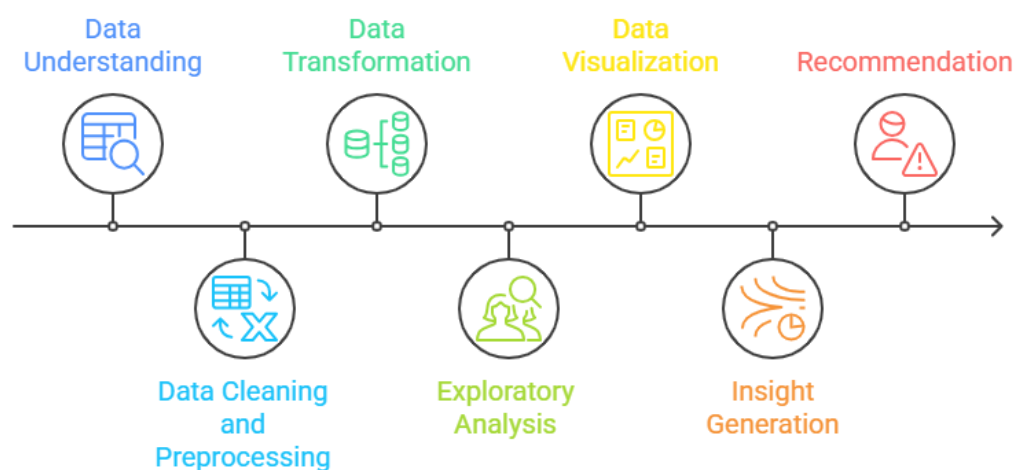 Data
Understanding
Data
Transformation
Data
Visualization
Recommendation
Data Cleaning
and
Preprocessing
Exploratory
Analysis
Insight
Generation